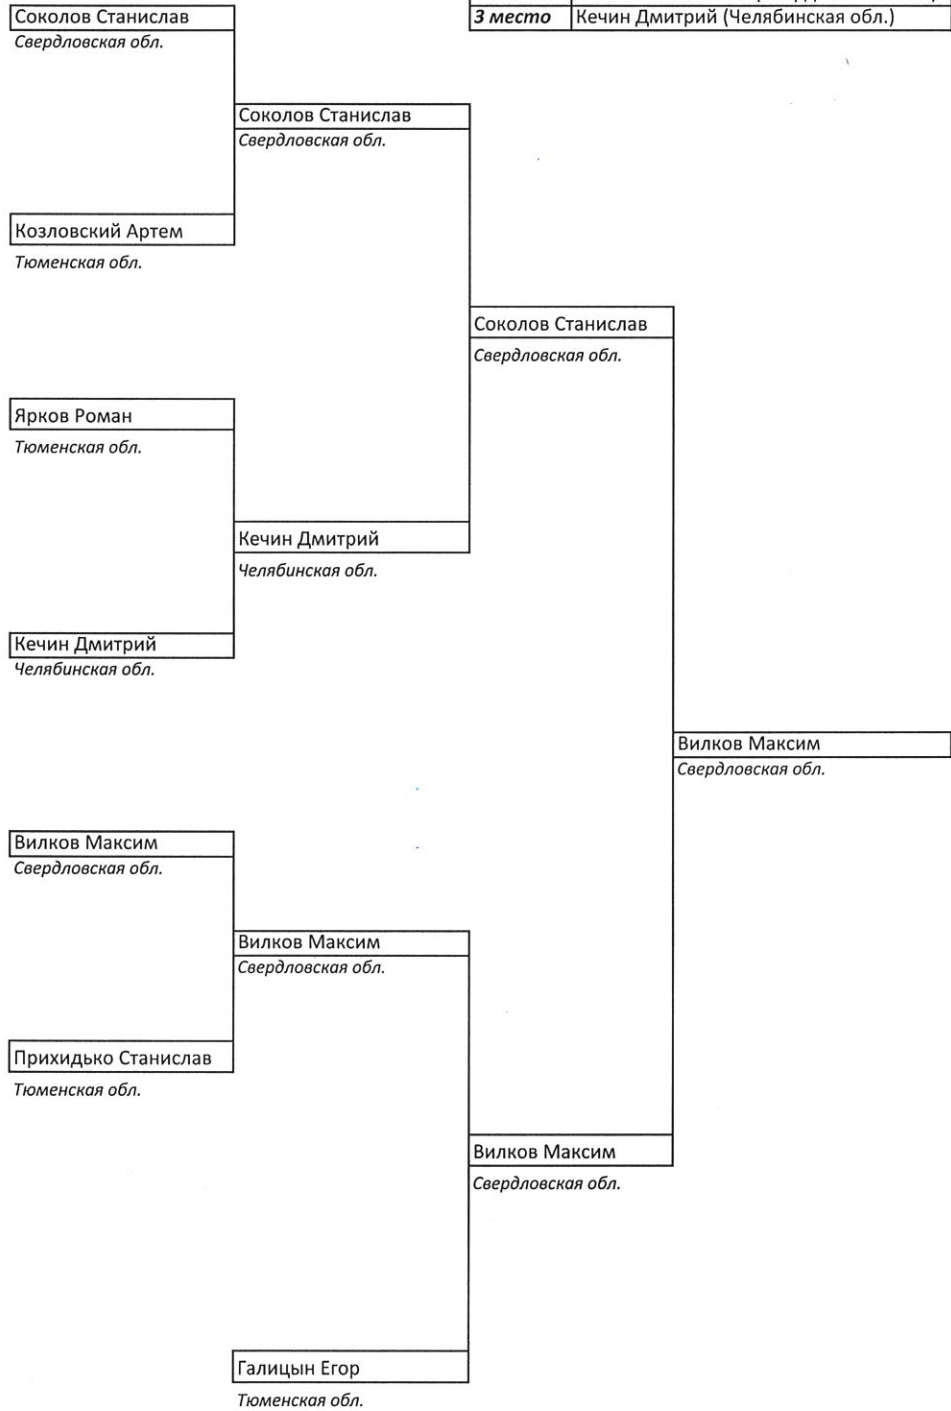 Соколов Станислав
3 место Кечин Дмитрий (Челябинская обл.)
Свердловская обл.
Соколов Станислав
Свердловская обл.
Козловский Артем
Тюменская обл.
Соколов Станислав
Свердловская обл.
Ярков Роман
Тюменская обл.
Кечин Дмитрий
Челябинская обл.
Кечин Дмитрий
Челябинская обл.
Вилков Максим
Свердловская обл.
Вилков Максим
Свердловская обл.
Вилков Максим
Свердловская обл.
Прихидько Станислав
Тюменская обл.
Вилков Максим
Свердловская обл.
Галицын Егор
Тюменская обл.